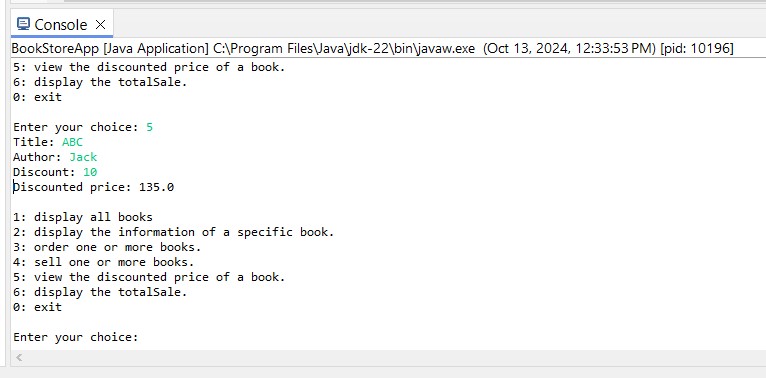 Console
BookStoreApp [Java Application] C:\Program Files\Java\jdk-22\bin\javaw.exe (Oct 13, 2024, 12:33:53 PM) [pid: 10196]
5: view the discounted price of a book.
6: display the totalSale.
0: exit
Enter your choice: 5
Title: ABC
Author: Jack
Discount: 10
Discounted price: 135.0
1: display all books
2: display the information of a specific book.
3: order one or more books.
4: sell one or more books.
5: view the discounted price of a book.
6: display the totalSale.
0: exit
Enter your choice: